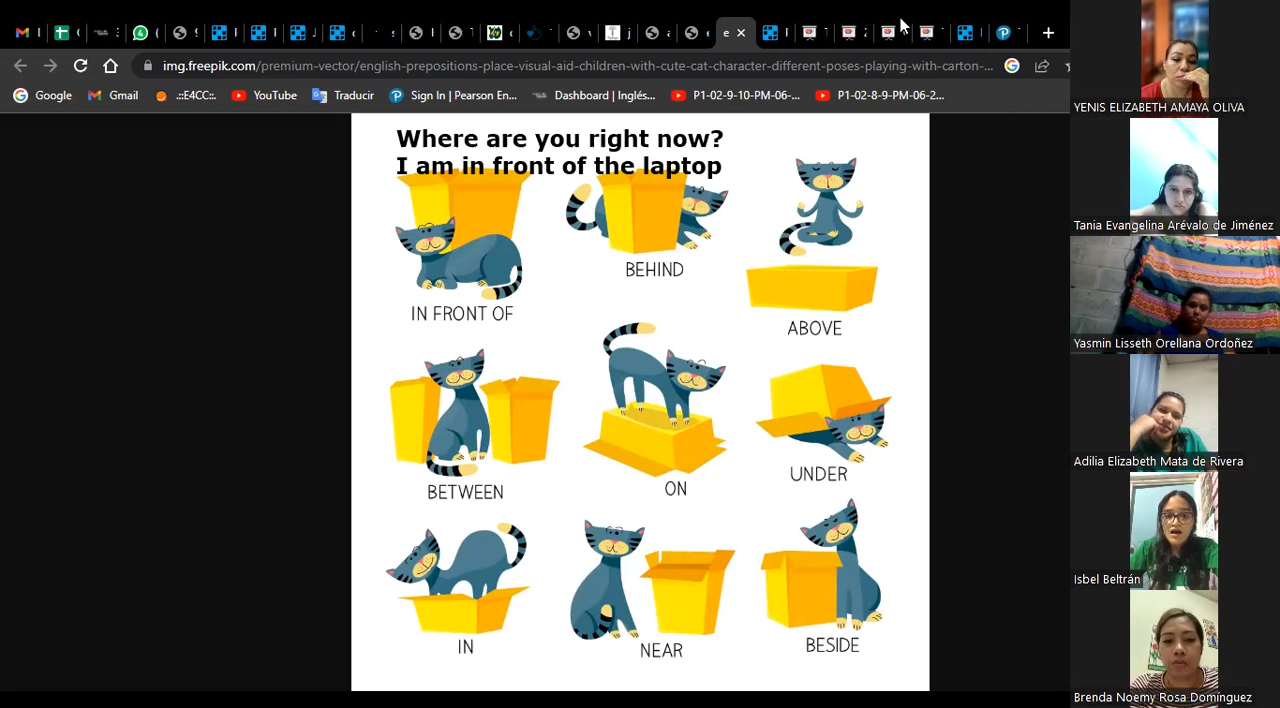 img.freepik.com/premium-vector/english-preposition-place-visual-aid-children-with-cute-cat-character-different-poses-playing-with-carton-...
Google
Gmail
.::E4CC::.
YouTube
Traducir
Sign In | Pearson En...
Dashboard | Inglés...
P1-02-9-10-PM-06-...
P1-02-8-9-PM-06-2...
Where are you right now?
I am in front of the laptop
IN FRONT OF
BEHIND
ABOVE
BETWEEN
ON
UNDER
IN
NEAR
BESIDE
YENIS ELIZABETH AMAYA OLIVA
Tania Evangelina Arévalo de Jiménez
Yasmin Lisseth Orellana Ordoñez
Adilia Elizabeth Mata de Rivera
Isbel Beltrán
Brenda Noemy Rosa Domínguez